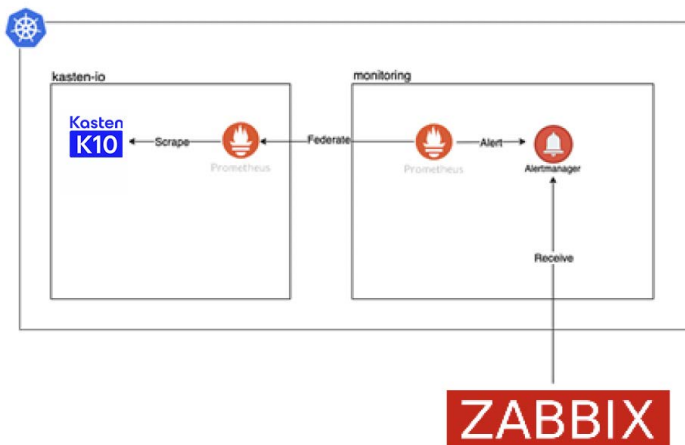 kasten-io
monitoring
Kasten
K10
Scrape
Prometheus
Federate
Prometheus
Alert
Alertmanager
Receive
ZABBIX